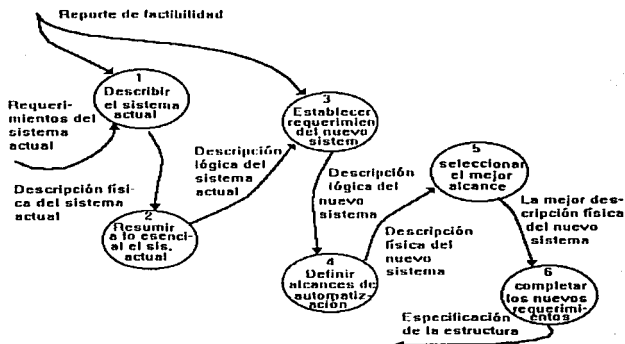 Reporte de factibilidad
1
Describir
el sistema
actual
Requeri-
mientos del
sistema
actual
Descripción físi-
ca del sistema
actual
2
Resumir
a lo esenci-
al el sis.
actual
Descripción
lógica del
sistema
actual
3
Establecer
requerimien
del nuevo
sistem
Descripción
lógica del
nuevo
sistema
4
Definir
alcances de
automatiz-
ación
Descripción
física del
nuevo
sistema
5
seleccionar
el mejor
alcance
La mejor des-
cripción física
del nuevo
sistema
6
completar
los nuevos
requerimi-
entos
Especificación
de la estructura